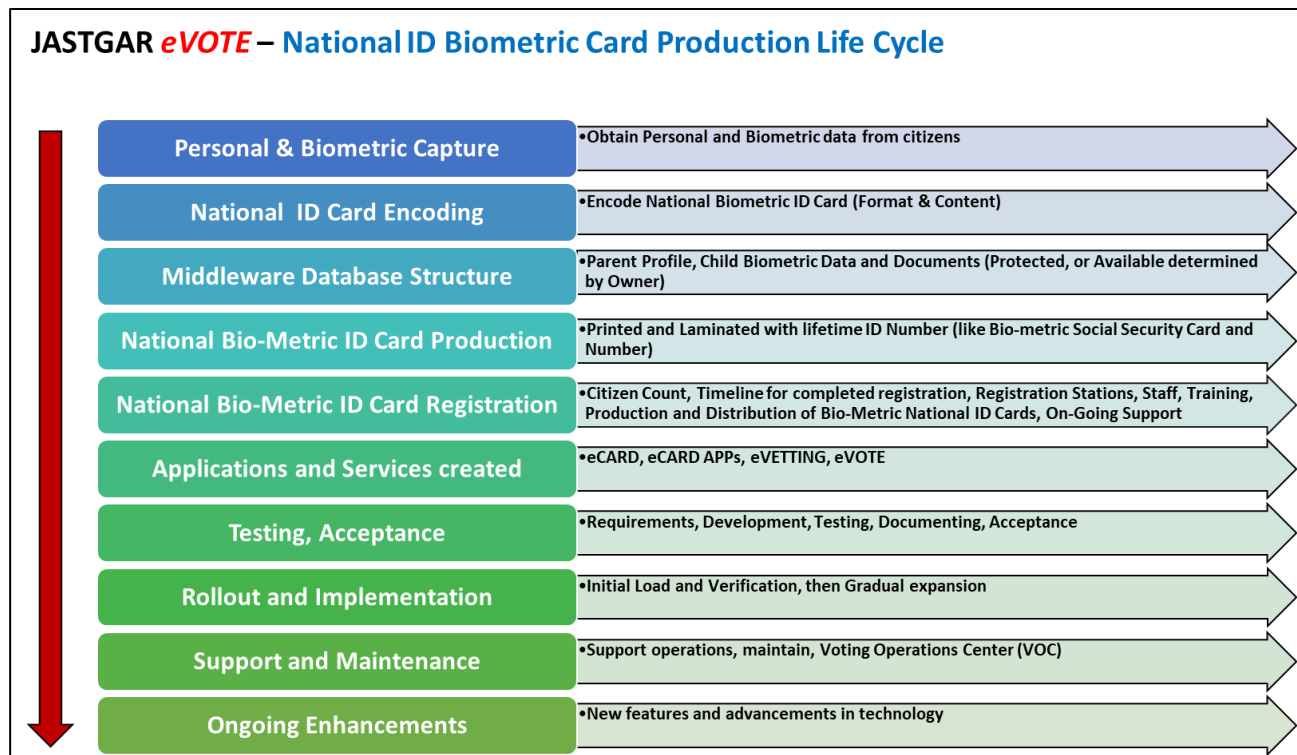 JASTGAR eVOTE – National ID Biometric Card Production Life Cycle
Personal & Biometric Capture
•Obtain Personal and Biometric data from citizens
National ID Card Encoding
•Encode National Biometric ID Card (Format & Content)
Middleware Database Structure
•Parent Profile, Child Biometric Data and Documents (Protected, or Available determined
by Owner)
National Bio-Metric ID Card Production
•Printed and Laminated with lifetime ID Number (like Bio-metric Social Security Card and
Number)
National Bio-Metric ID Card Registration
•Citizen Count, Timeline for completed registration, Registration Stations, Staff, Training,
Production and Distribution of Bio-Metric National ID Cards, On-Going Support
Applications and Services created
•eCARD, eCARD APPs, eVETTING, eVOTE
Testing, Acceptance
•Requirements, Development, Testing, Documenting, Acceptance
Rollout and Implementation
•Initial Load and Verification, then Gradual expansion
Support and Maintenance
•Support operations, maintain, Voting Operations Center (VOC)
Ongoing Enhancements
•New features and advancements in technology